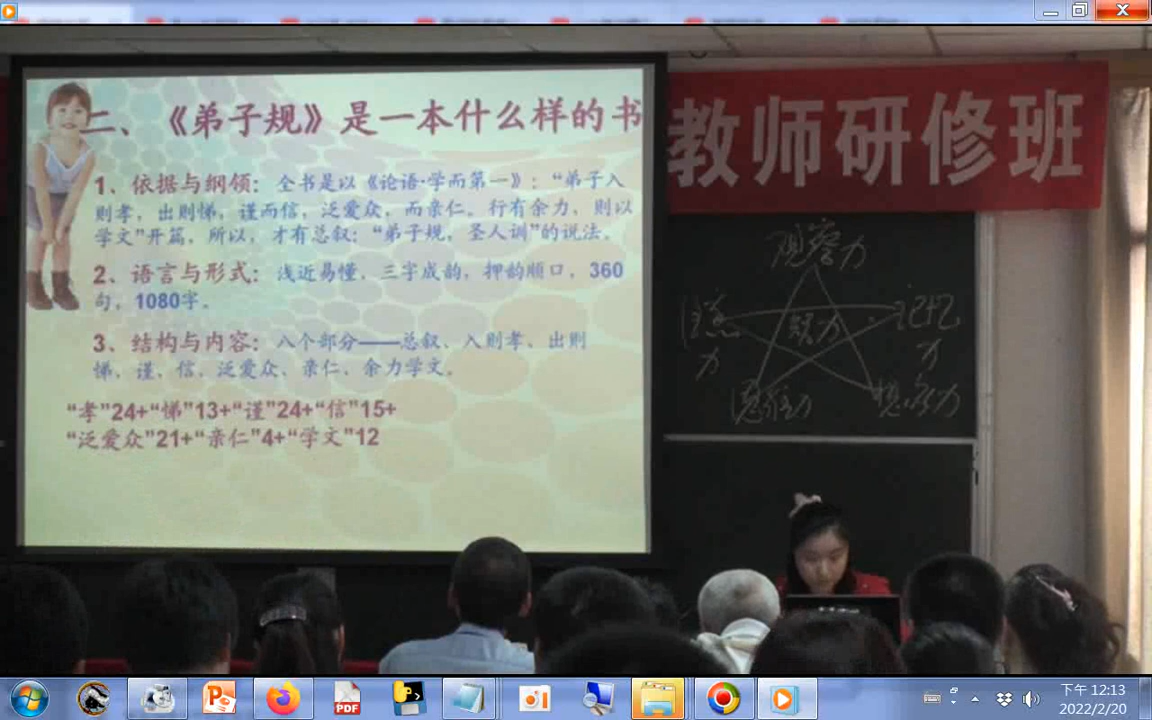 二、《弟子规》是一本什么样的书
1、依据与纲领：全书是以《论语·学而第一》：“弟子入
则孝，出则悌，谨而信，泛爱众，而亲仁。行有余力，则以
学文”开篇，所以，才有总叙：“弟子规，圣人训”的说法。
2、语言与形式：浅近易懂，三字成韵，押韵顺口，360
句，1080字。
3、结构与内容：八个部分——总叙、入则孝、出则
悌、谨、信、泛爱众、亲仁、余力学文。
“孝”24+“悌”13+“谨”24+“信”15+
“泛爱众”21+“亲仁”4+“学文”12
教师研修班
观察力
注意
力
智力
记忆
力
思维力
想象力
PDF
下午 12:13
2022/2/20